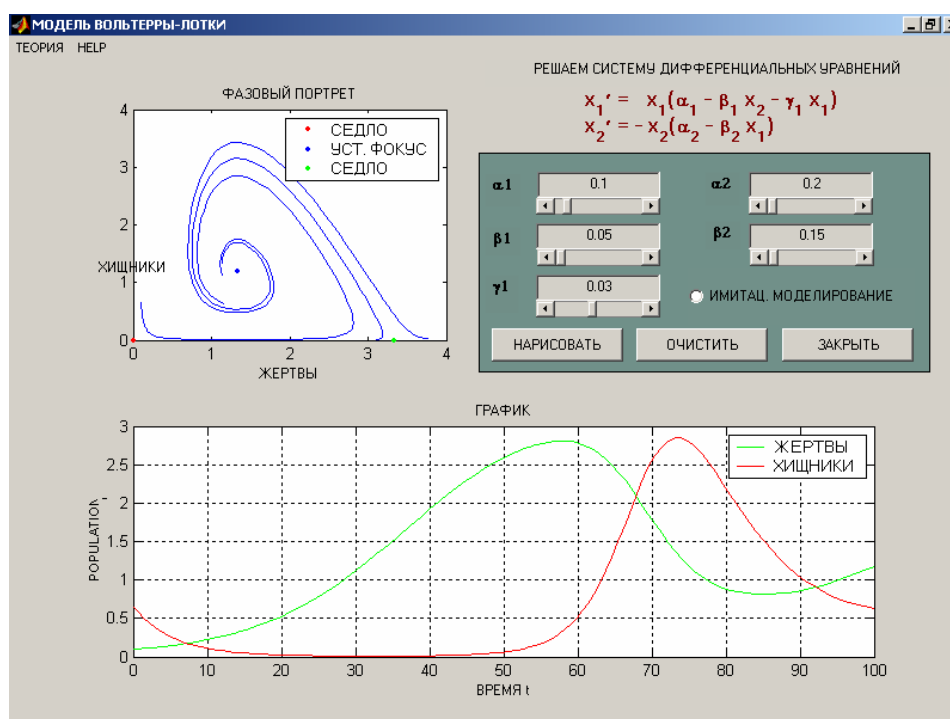 МОДЕЛЬ ВОЛЬТЕРРЫ-ЛОТКИ
ТЕОРИЯ HELP
ФАЗОВЫЙ ПОРТРЕТ
4
3
2
1
0
0 1 2 3 4
ХИЩНИКИ
ЖЕРТВЫ
СЕДЛО
УСТ. ФОКУС
СЕДЛО
РЕШАЕМ СИСТЕМУ ДИФФЕРЕНЦИАЛЬНЫХ УРАВНЕНИЙ
x₁′ = x₁(α₁ - β₁ x₂ - γ₁ x₁)
x₂′ = - x₂(α₂ - β₂ x₁)
α1 0.1 α2 0.2
β1 0.05 β2 0.15
γ1 0.03 ИМИТАЦ. МОДЕЛИРОВАНИЕ
НАРИСОВАТЬ ОЧИСТИТЬ ЗАКРЫТЬ
ГРАФИК
3
2.5
2
1.5
1
0.5
0
0 10 20 30 40 50 60 70 80 90 100
POPULATION
ВРЕМЯ t
ЖЕРТВЫ
ХИЩНИКИ